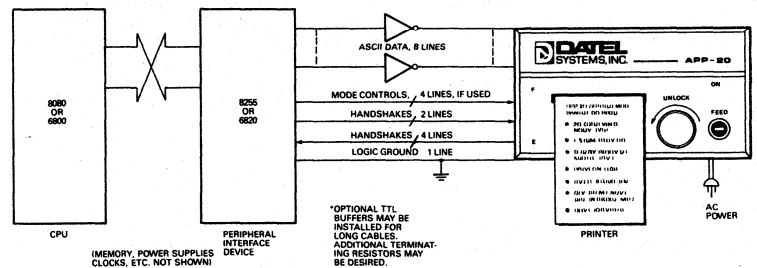 8080
OR
6800
CPU
(MEMORY, POWER SUPPLIES
CLOCKS, ETC. NOT SHOWN)
8255
OR
6820
PERIPHERAL
INTERFACE
DEVICE
ASCII DATA, 8 LINES
MODE CONTROLS, 4 LINES, IF USED
HANDSHAKES 2 LINES
HANDSHAKES 4 LINES
LOGIC GROUND 1 LINE
*OPTIONAL TTL
BUFFERS MAY BE
INSTALLED FOR
LONG CABLES.
ADDITIONAL TERMINAT-
ING RESISTORS MAY
BE DESIRED.
DATEL
SYSTEMS, INC.
APP-20
F
E
UNLOCK
ON
FEED
AC
POWER
PRINTER